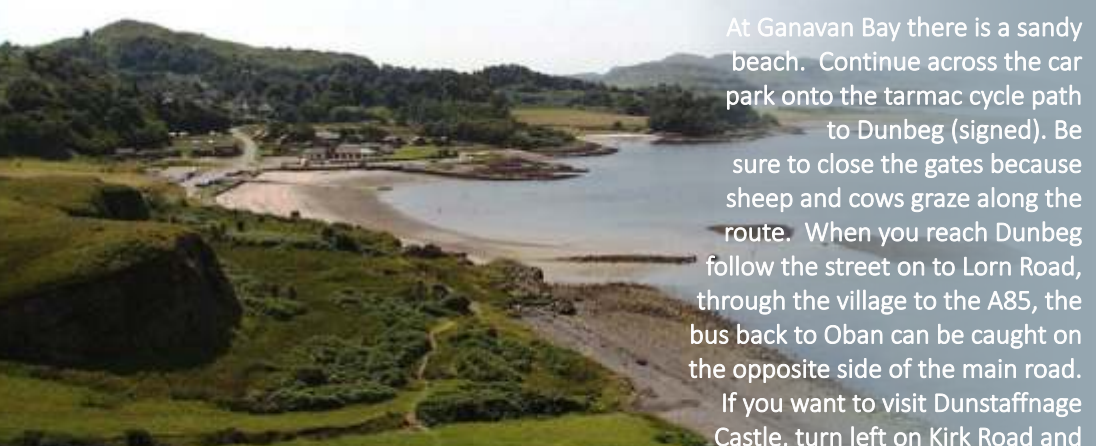 At Ganavan Bay there is a sandy
beach.  Continue across the car
park onto the tarmac cycle path
to Dunbeg (signed). Be
sure to close the gates because
sheep and cows graze along the
route.  When you reach Dunbeg
follow the street on to Lorn Road,
through the village to the A85, the
bus back to Oban can be caught on
the opposite side of the main road.
If you want to visit Dunstaffnage
Castle, turn left on Kirk Road and